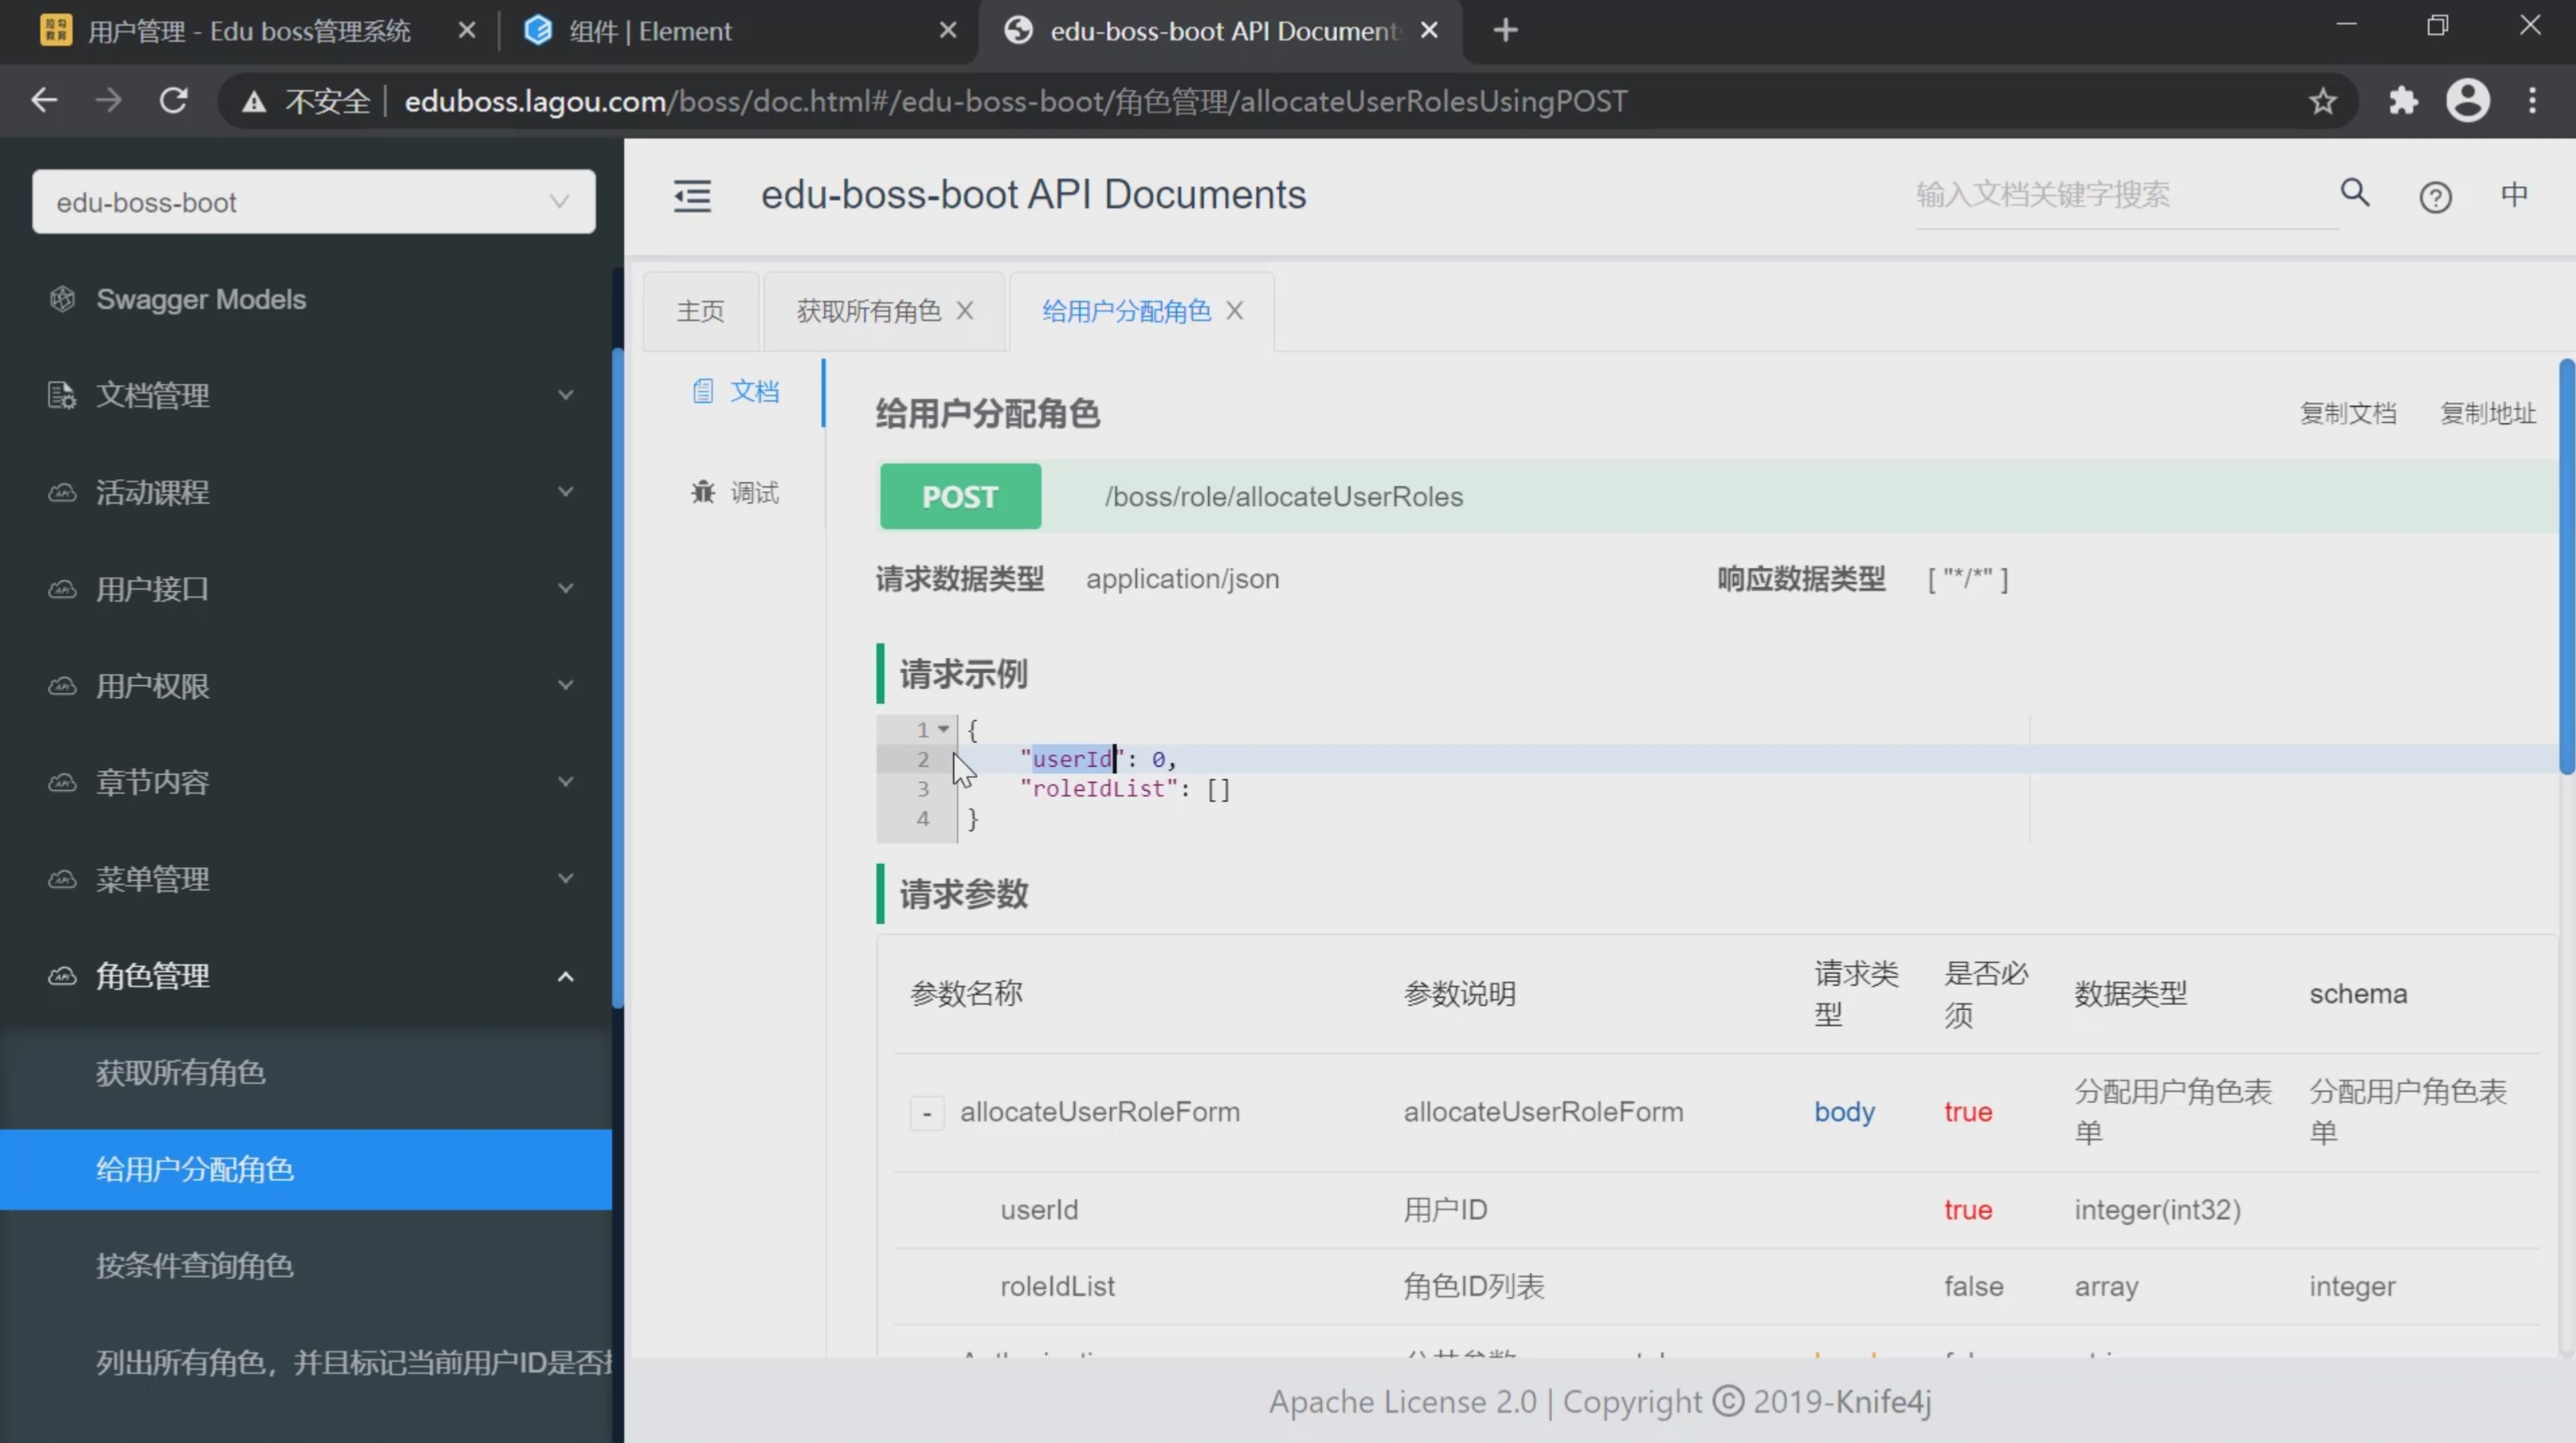 用户管理 - Edu boss管理系统
组件 | Element
edu-boss-boot API Document
不安全 | eduboss.lagou.com/boss/doc.html#/edu-boss-boot/角色管理/allocateUserRolesUsingPOST
edu-boss-boot
edu-boss-boot API Documents
输入文档关键字搜索
中
Swagger Models
文档管理
活动课程
用户接口
用户权限
章节内容
菜单管理
角色管理
获取所有角色
给用户分配角色
按条件查询角色
列出所有角色，并且标记当前用户ID是否
主页
获取所有角色
给用户分配角色
文档
调试
给用户分配角色
复制文档 复制地址
POST /boss/role/allocateUserRoles
请求数据类型 application/json 响应数据类型 [ "*/*" ]
请求示例
1 {
2 "userId": 0,
3 "roleIdList": []
4 }
请求参数
参数名称 参数说明 请求类型 是否必须 数据类型 schema
- allocateUserRoleForm allocateUserRoleForm body true 分配用户角色表单 分配用户角色表单
userId 用户ID true integer(int32)
roleIdList 角色ID列表 false array integer
Apache License 2.0 | Copyright © 2019-Knife4j